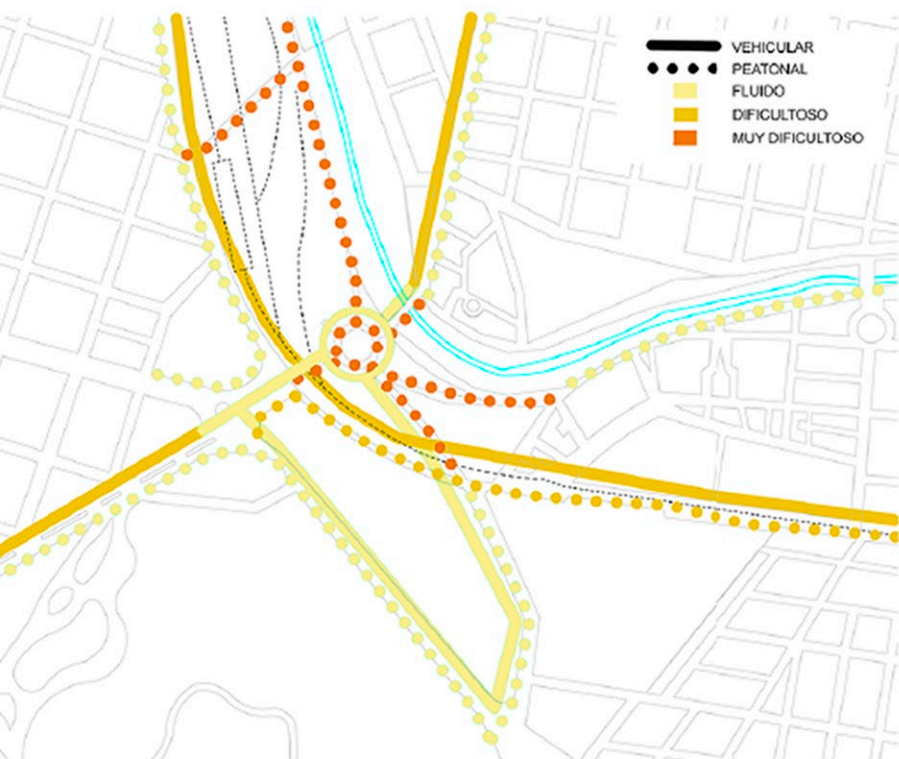 VEHICULAR
PEATONAL
FLUIDO
DIFICULTOSO
MUY DIFICULTOSO